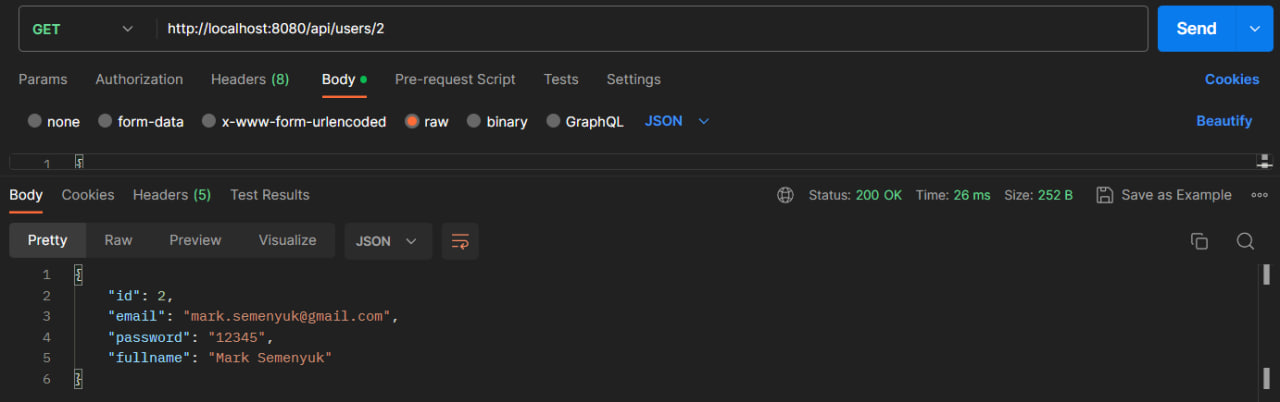 GET http://localhost:8080/api/users/2 Send
Params Authorization Headers (8) Body Pre-request Script Tests Settings Cookies
none form-data x-www-form-urlencoded raw binary GraphQL JSON Beautify
1 {
Body Cookies Headers (5) Test Results Status: 200 OK Time: 26 ms Size: 252 B Save as Example
Pretty Raw Preview Visualize JSON
1 {
2 "id": 2,
3 "email": "mark.semenyuk@gmail.com",
4 "password": "12345",
5 "fullname": "Mark Semenyuk"
6 }